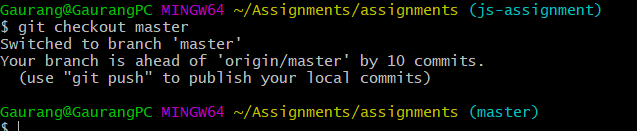 Gaurang@GaurangPC MINGW64 ~/Assignments/assignments (js-assignment)
$ git checkout master
Switched to branch 'master'
Your branch is ahead of 'origin/master' by 10 commits.
  (use "git push" to publish your local commits)
Gaurang@GaurangPC MINGW64 ~/Assignments/assignments (master)
$